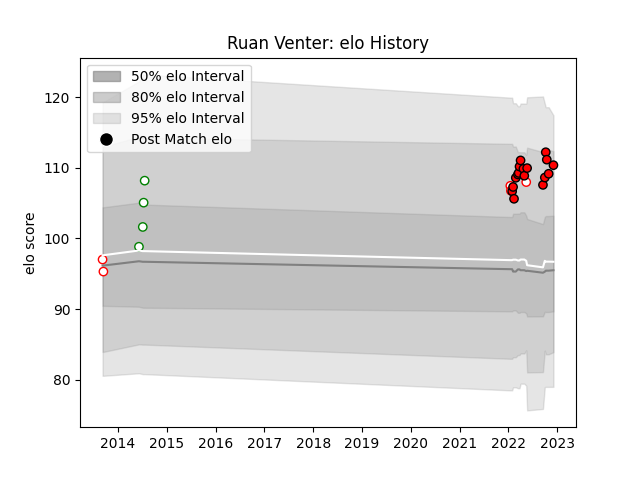 Ruan Venter: elo History
50% elo Interval
80% elo Interval
95% elo Interval
Post Match elo
elo score
120
110
100
90
80
2014 2015 2016 2017 2018 2019 2020 2021 2022 2023